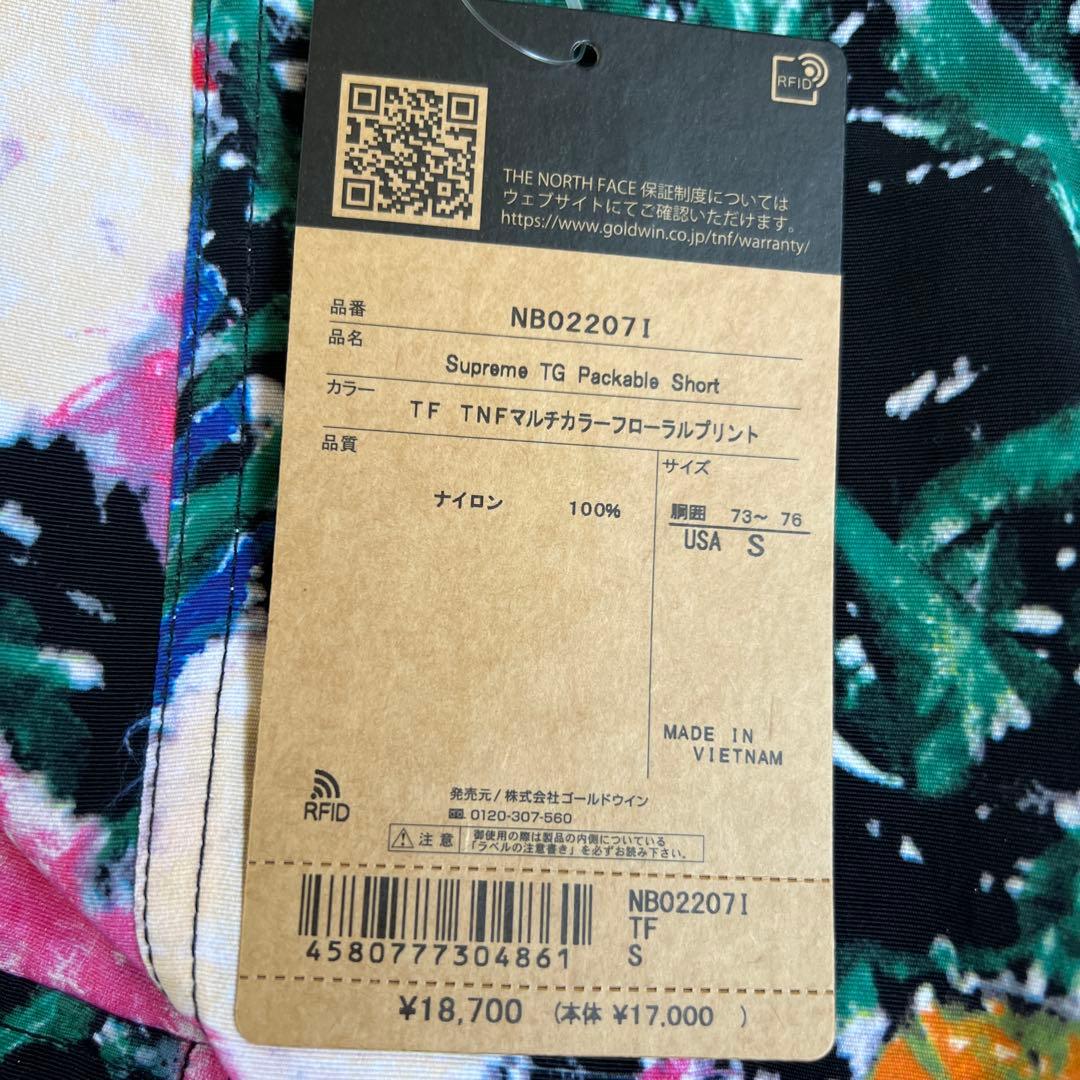 RFID
THE NORTH FACE 保証制度については
ウェブサイトにてご確認いただけます。
https://www.goldwin.co.jp/tnf/warranty/
品番 NB02207I
品名
Supreme TG Packable Short
カラー
TF TNFマルチカラーフローラルプリント
品質
サイズ
ナイロン 100%
胴囲 73～ 76
USA S
MADE IN
VIETNAM
RFID
発売元/株式会社ゴールドウイン
0120-307-560
注意
御使用の際は製品の内側についている
「ラベルの注意書き」を必ずお読み下さい。
NB02207I
TF
S
4580777304861
¥18,700 (本体 ¥17,000 )